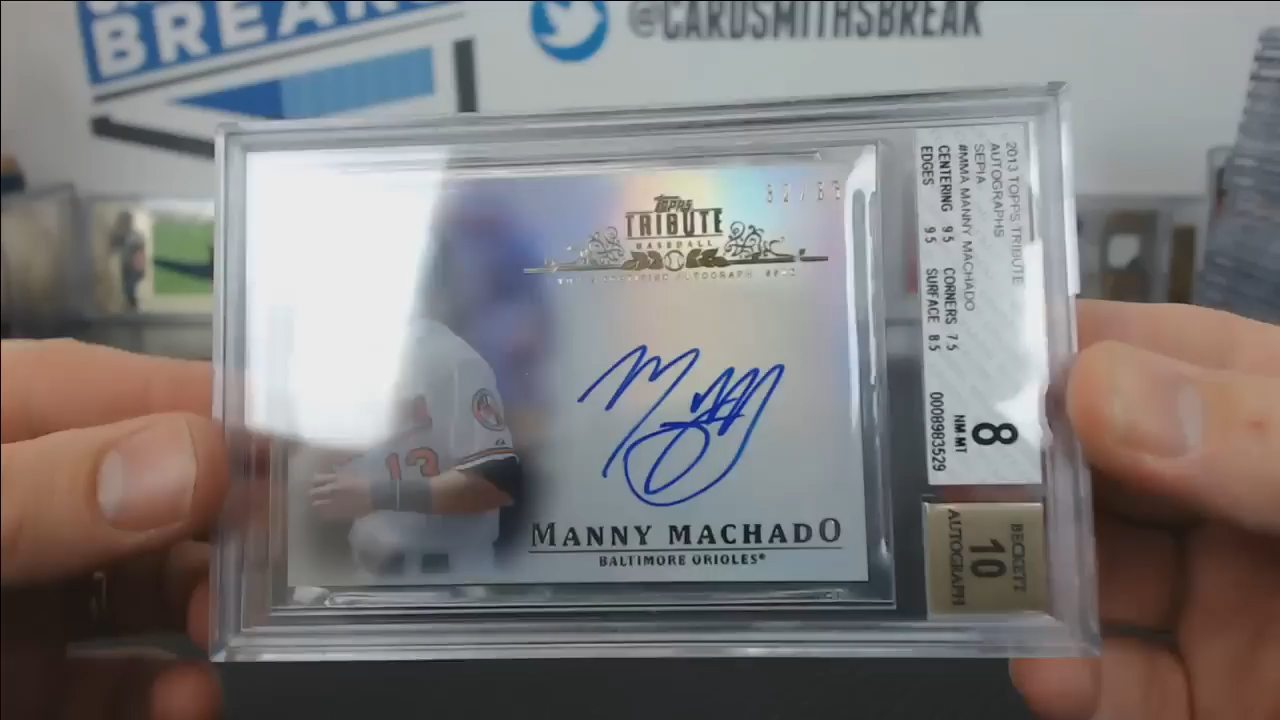 BREAK
@CARDSMITHSBREAK
TOPPS
TRIBUTE
BASEBALL
13
MANNY MACHADO
BALTIMORE ORIOLES®
2013 TOPPS TRIBUTE
AUTOGRAPHS
SEPIA
#MMA MANNY MACHADO
CENTERING 9.5 CORNERS 7.5
EDGES 9.5 SURFACE 8.5
8
NM-MT
0008983529
BECKETT
10
AUTOGRAPH